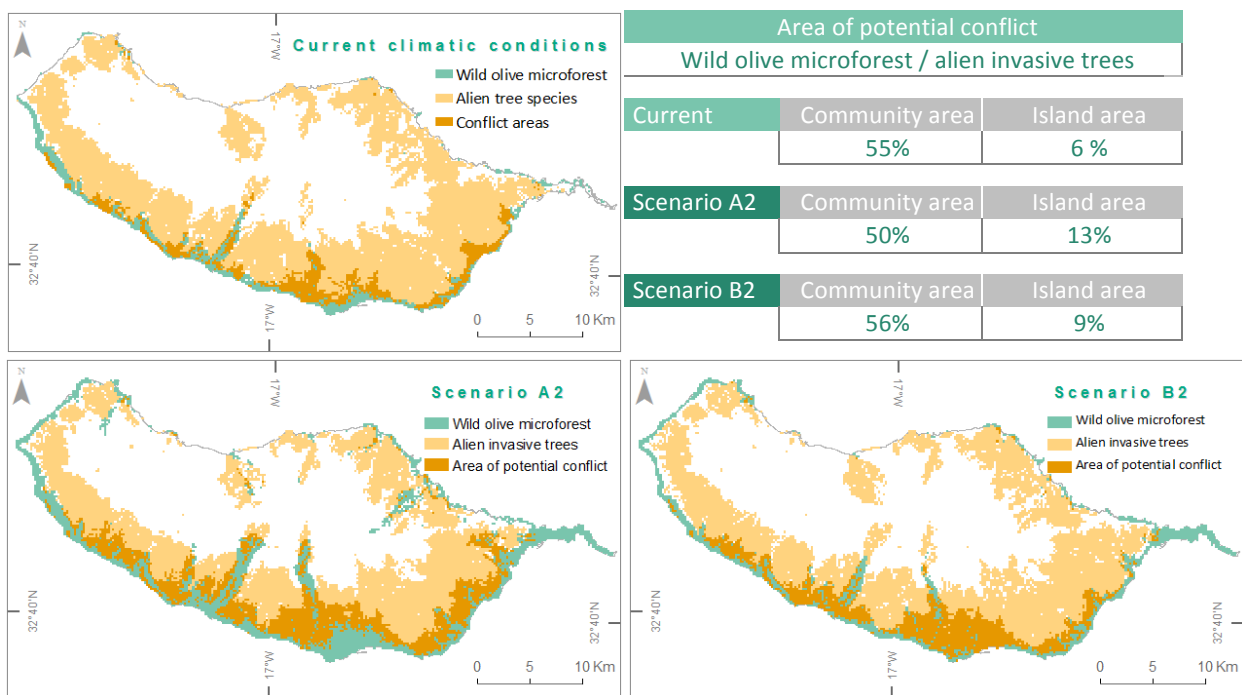 N
17°W
Current climatic conditions
Wild olive microforest
Alien tree species
Conflict areas
32°40'N
32°40'N
17°W
0 5 10 Km
Area of potential conflict
Wild olive microforest / alien invasive trees
Current Community area Island area
55% 6 %
Scenario A2 Community area Island area
50% 13%
Scenario B2 Community area Island area
56% 9%
N
17°W
Scenario A2
Wild olive microforest
Alien invasive trees
Area of potential conflict
32°40'N
32°40'N
17°W
0 5 10 Km
N
17°W
Scenario B2
Wild olive microforest
Alien invasive trees
Area of potential conflict
32°40'N
32°40'N
17°W
0 5 10 Km